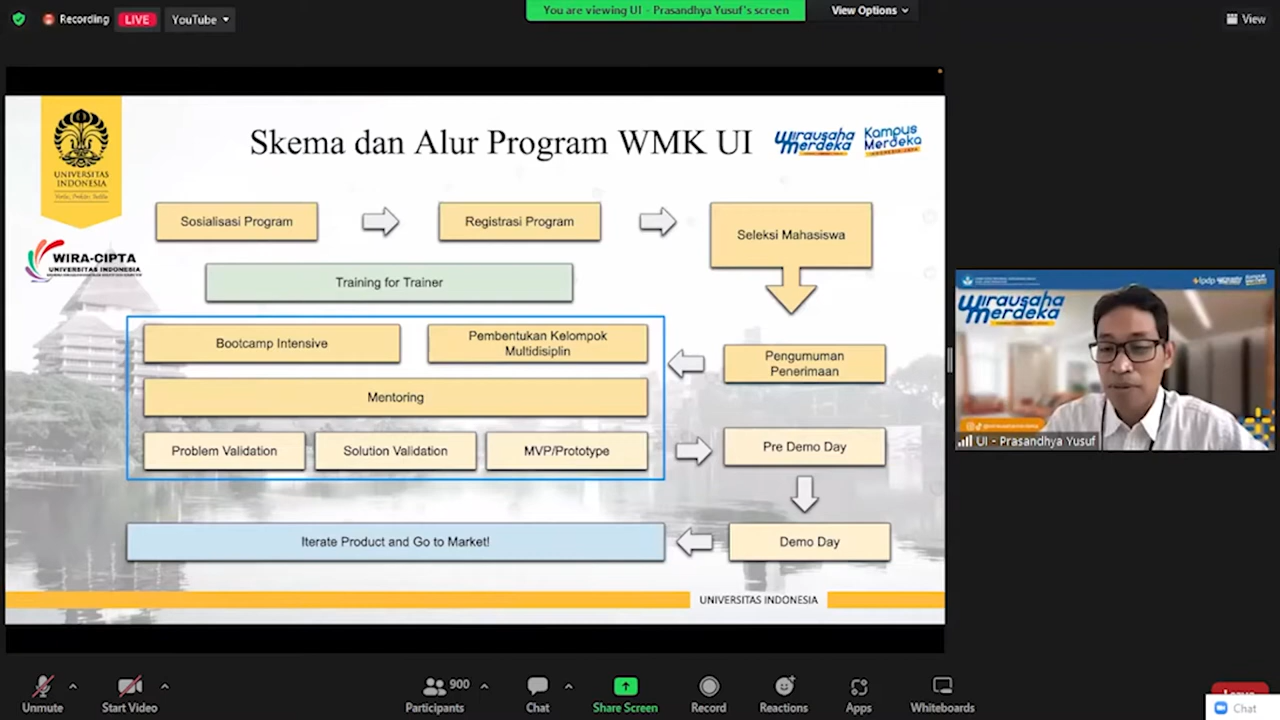 Recording
LIVE
YouTube
You are viewing UI - Prasandhya Yusuf's screen
View Options
View
UNIVERSITAS
INDONESIA
Skema dan Alur Program WMK UI
Wirausaha
Merdeka
Kampus
Merdeka
INDONESIA JAYA
WIRA-CIPTA
UNIVERSITAS INDONESIA
Sosialisasi Program
Registrasi Program
Seleksi Mahasiswa
Training for Trainer
Bootcamp Intensive
Pembentukan Kelompok
Multidisiplin
Pengumuman
Penerimaan
Mentoring
Problem Validation
Solution Validation
MVP/Prototype
Pre Demo Day
Iterate Product and Go to Market!
Demo Day
UNIVERSITAS INDONESIA
lpdp
Wirausaha
Merdeka
UI - Prasandhya Yusuf
Unmute
Start Video
900
Participants
Chat
Share Screen
Record
Reactions
Apps
Whiteboards
Leave
Chat